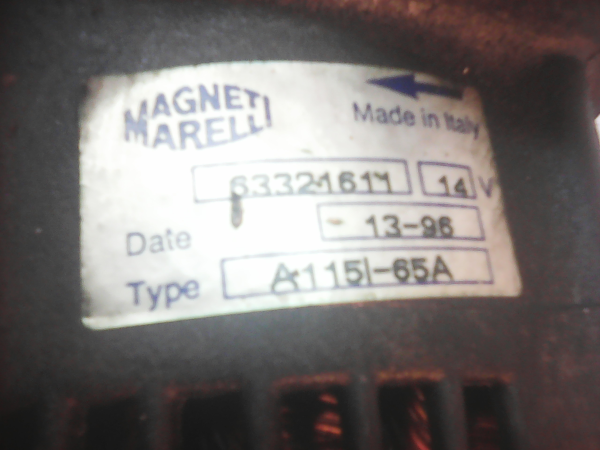 MAGNETI
MARELLI
Made in Italy
63321611 14 V
Date - 13-96
Type A115I-65A